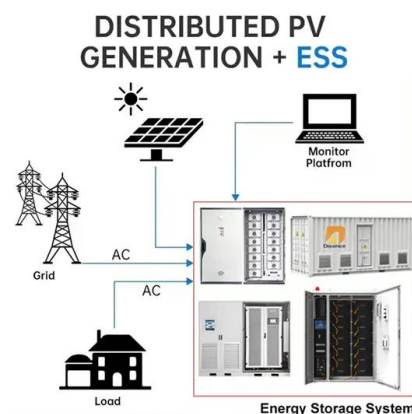 DISTRIBUTED PV
GENERATION + ESS
Monitor
Platfrom
AC
Grid
AC
Load
Energy Storage System